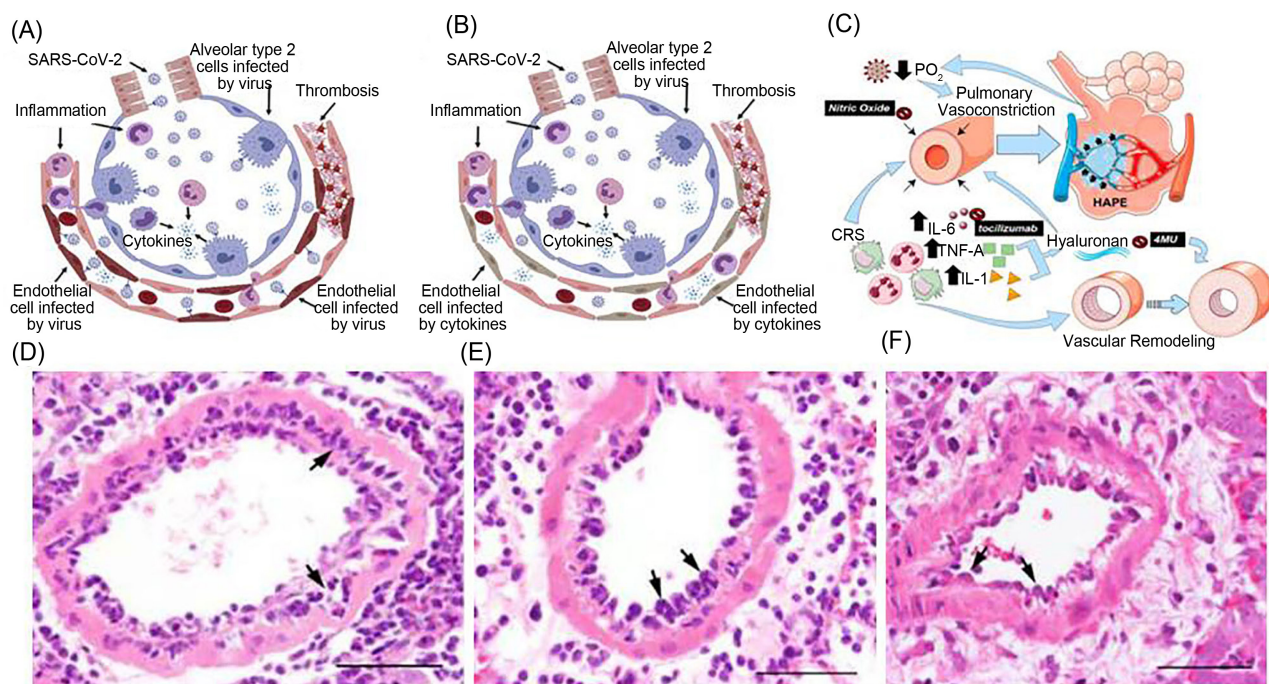 (A)
SARS-CoV-2
Alveolar type 2
cells infected
by virus
Thrombosis
Inflammation
Cytokines
Endothelial
cell infected
by virus
Endothelial
cell infected
by virus
(B)
SARS-CoV-2
Alveolar type 2
cells infected
by virus
Thrombosis
Inflammation
Cytokines
Endothelial
cell infected
by cytokines
Endothelial
cell infected
by cytokines
(C)
PO2
Pulmonary
Vasoconstriction
Nitric Oxide
HAPE
CRS
IL-6
tocilizumab
TNF-A
IL-1
Hyaluronan
4MU
Vascular Remodeling
(D)
(E)
(F)